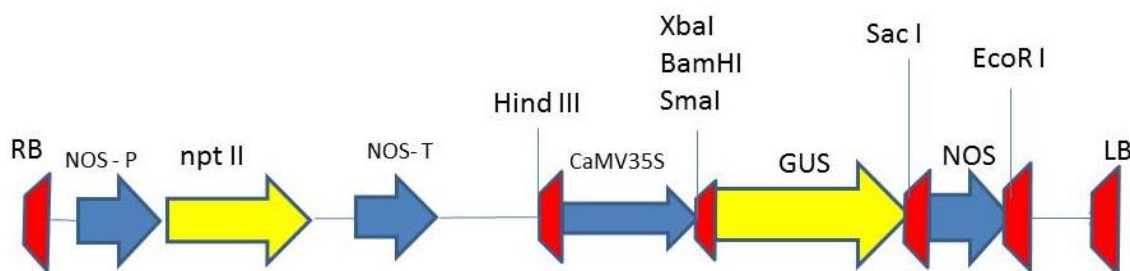 XbaI
BamHI
SmaI
Sac I
EcoR I
Hind III
RB
NOS - P
npt II
NOS- T
CaMV35S
GUS
NOS
LB